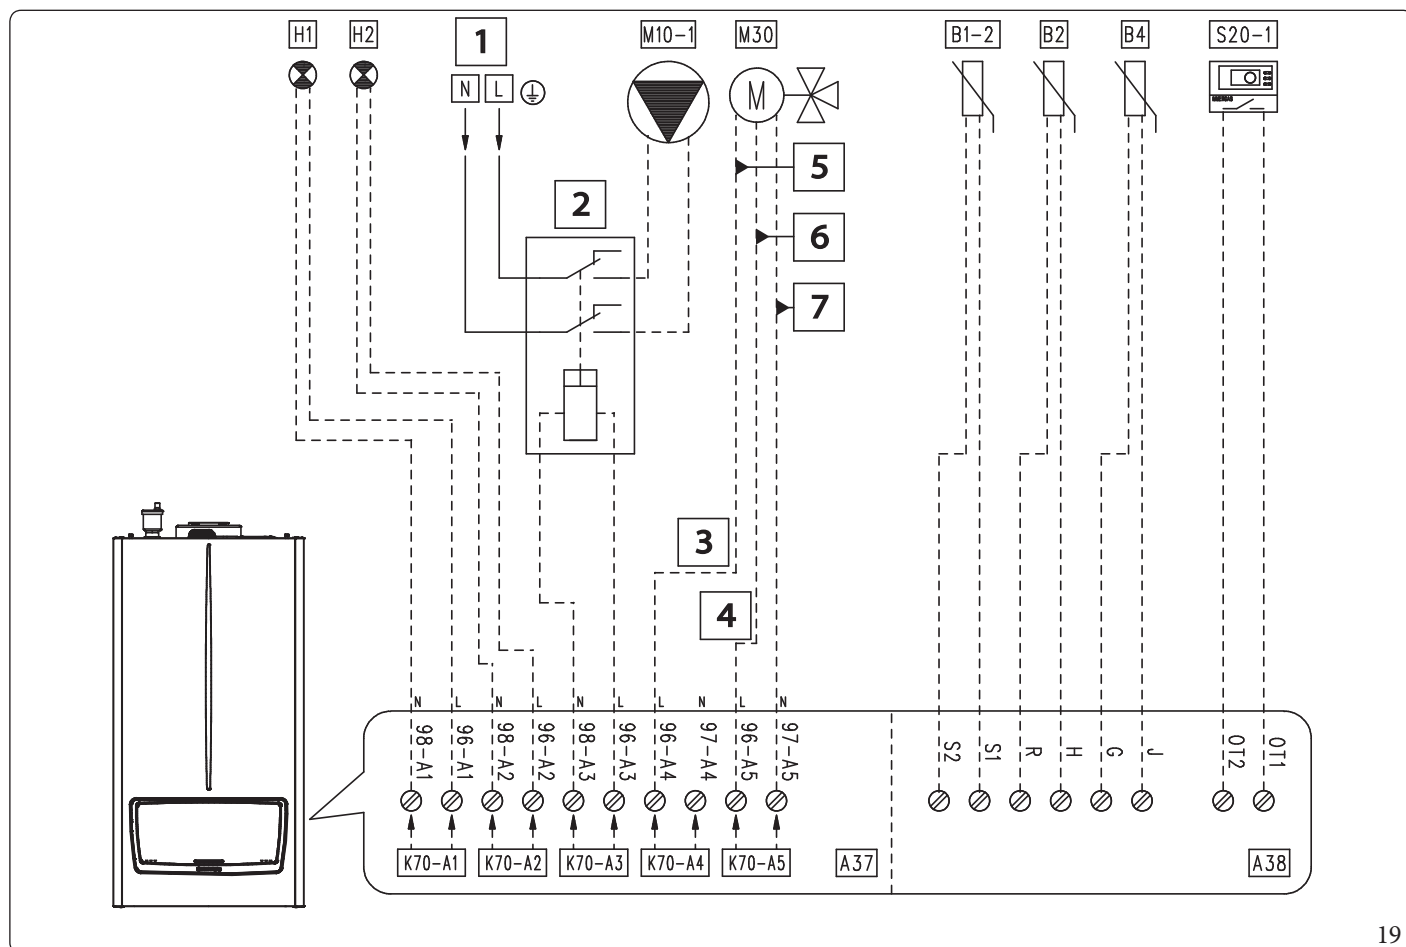 H1 H2 1 M10-1 M30 B1-2 B2 B4 S20-1
N L M
5
2
6
7
3
4
N L N L N L L N L N
98-A1 96-A1 98-A2 96-A2 98-A3 96-A3 96-A4 97-A4 96-A5 97-A5 S2 S1 R H G J OT2 OT1
K70-A1 K70-A2 K70-A3 K70-A4 K70-A5 A37 A38
19